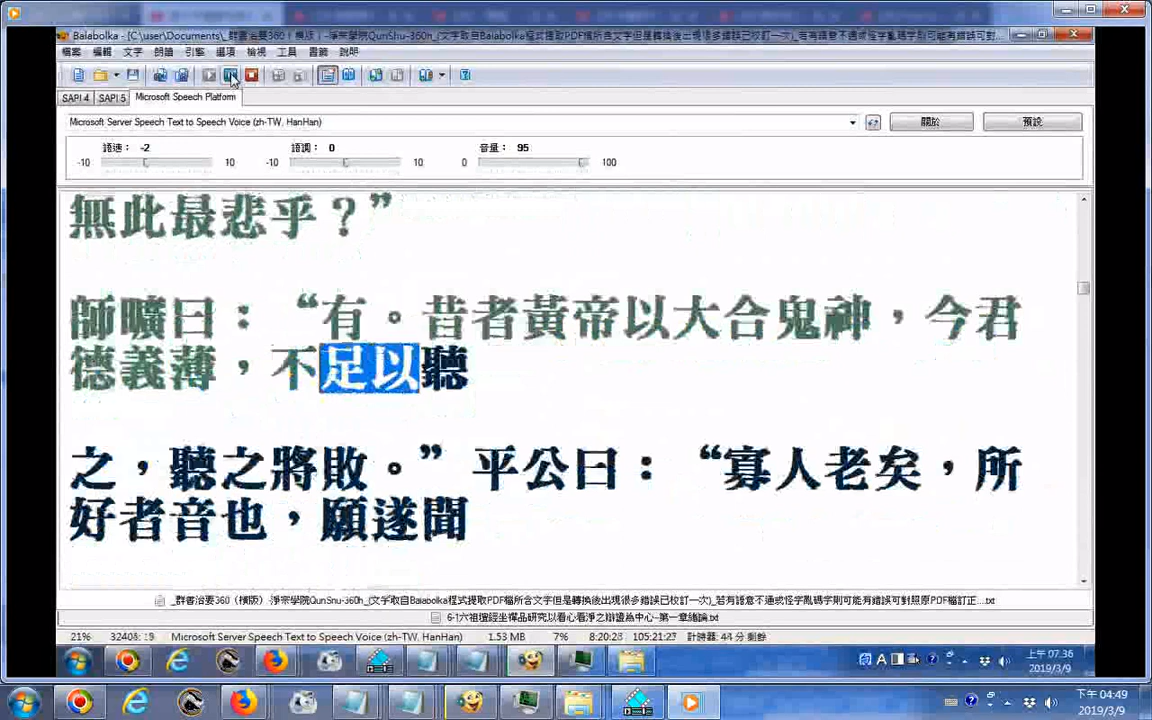 Balabolka - [C:\user\Documents\_群書治要360（橫版）-淨宗學院QunShu-360h_(文字取自Balabolka程式提取PDF檔所含文字但是轉換後出現很多錯誤已校訂一次)_若有語意不通或怪字亂碼字則可能有錯誤可對
檔案 編輯 文字 朗讀 引擎 選項 檢視 工具 書籤 說明
SAPI 4 SAPI 5 Microsoft Speech Platform
Microsoft Server Speech Text to Speech Voice (zh-TW, HanHan) 關於 預設
語速： -2 語調： 0 音量： 95
-10 10 -10 10 0 100
無此最悲乎？”
師曠曰：“有。昔者黃帝以大合鬼神，今君
德義薄，不足以聽
之，聽之將敗。”平公曰：“寡人老矣，所
好者音也，願遂聞
_群書治要360（橫版）-淨宗學院QunShu-360h_(文字取自Balabolka程式提取PDF檔所含文字但是轉換後出現很多錯誤已校訂一次)_若有語意不通或怪字亂碼字則可能有錯誤可對照原PDF檔訂正....txt
6-1六祖壇經坐禪品研究以看心看淨之辯證為中心-第一章緒論.txt
21% 32408: 19 Microsoft Server Speech Text to Speech Voice (zh-TW, HanHan) 1.53 MB 7% 8:20:23 105:21:27 計時器: 44 分 剩餘
上午 07:36
2019/3/9
下午 04:49
2019/3/9